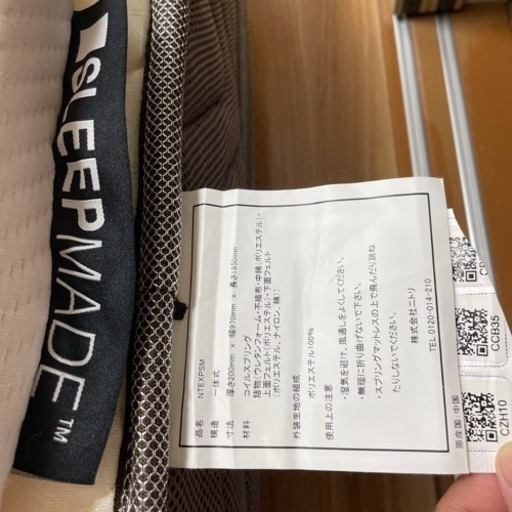 SLEEPMADE™
品名 NTEXPSM
構造 一体式
寸法 厚さ200mm x 幅970mm x 長さ1950mm
材料 コイルスプリング
詰物(ウレタンフォーム・不織布・中綿(ポリエステル)・
上面フェルト(ポリエステル)・下面フェルト
(ポリエステル、ナイロン、綿))
外装生地の組成
ポリエステル100%
使用上の注意
・湿気を避け、風通しをよくしてください。
・無理に折り曲げないで下さい。
・スプリングマットレスの上で飛んだり跳ね
たりしないでください。
株式会社ニトリ
TEL 0120-014-210
原産国 中国
CCB35
CZH10